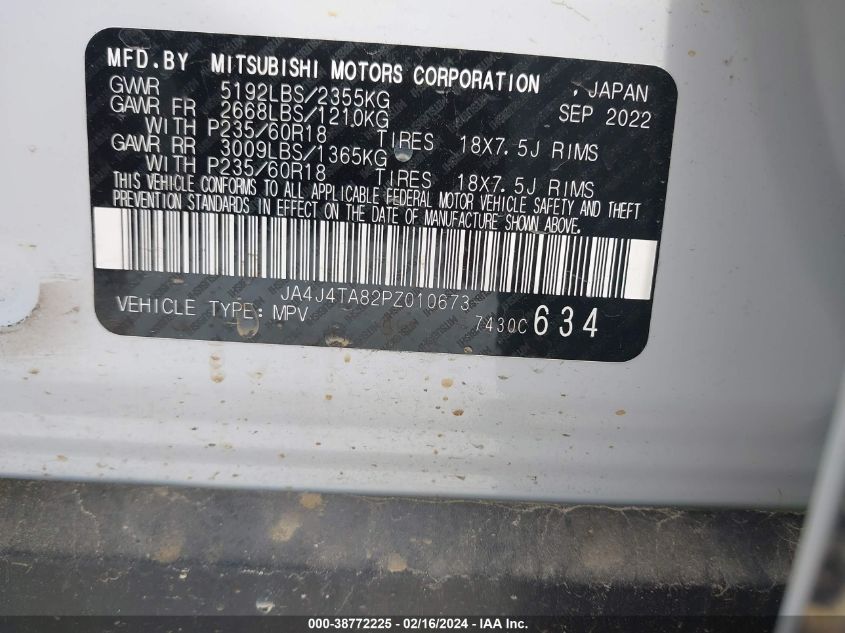 MFD.BY MITSUBISHI MOTORS CORPORATION
GVWR 5192LBS/2355KG , JAPAN
GAWR FR 2668LBS/1210KG SEP 2022
WITH P235/60R18 TIRES 18X7.5J RIMS
GAWR RR 3009LBS/1365KG
WITH P235/60R18 TIRES 18X7.5J RIMS
THIS VEHICLE CONFORMS TO ALL APPLICABLE FEDERAL MOTOR VEHICLE SAFETY AND THEFT
PREVENTION STANDARDS IN EFFECT ON THE DATE OF MANUFACTURE SHOWN ABOVE.
JA4J4TA82PZ010673
VEHICLE TYPE: MPV 7430C 634
000-38772225 - 02/16/2024 - IAA, Inc.